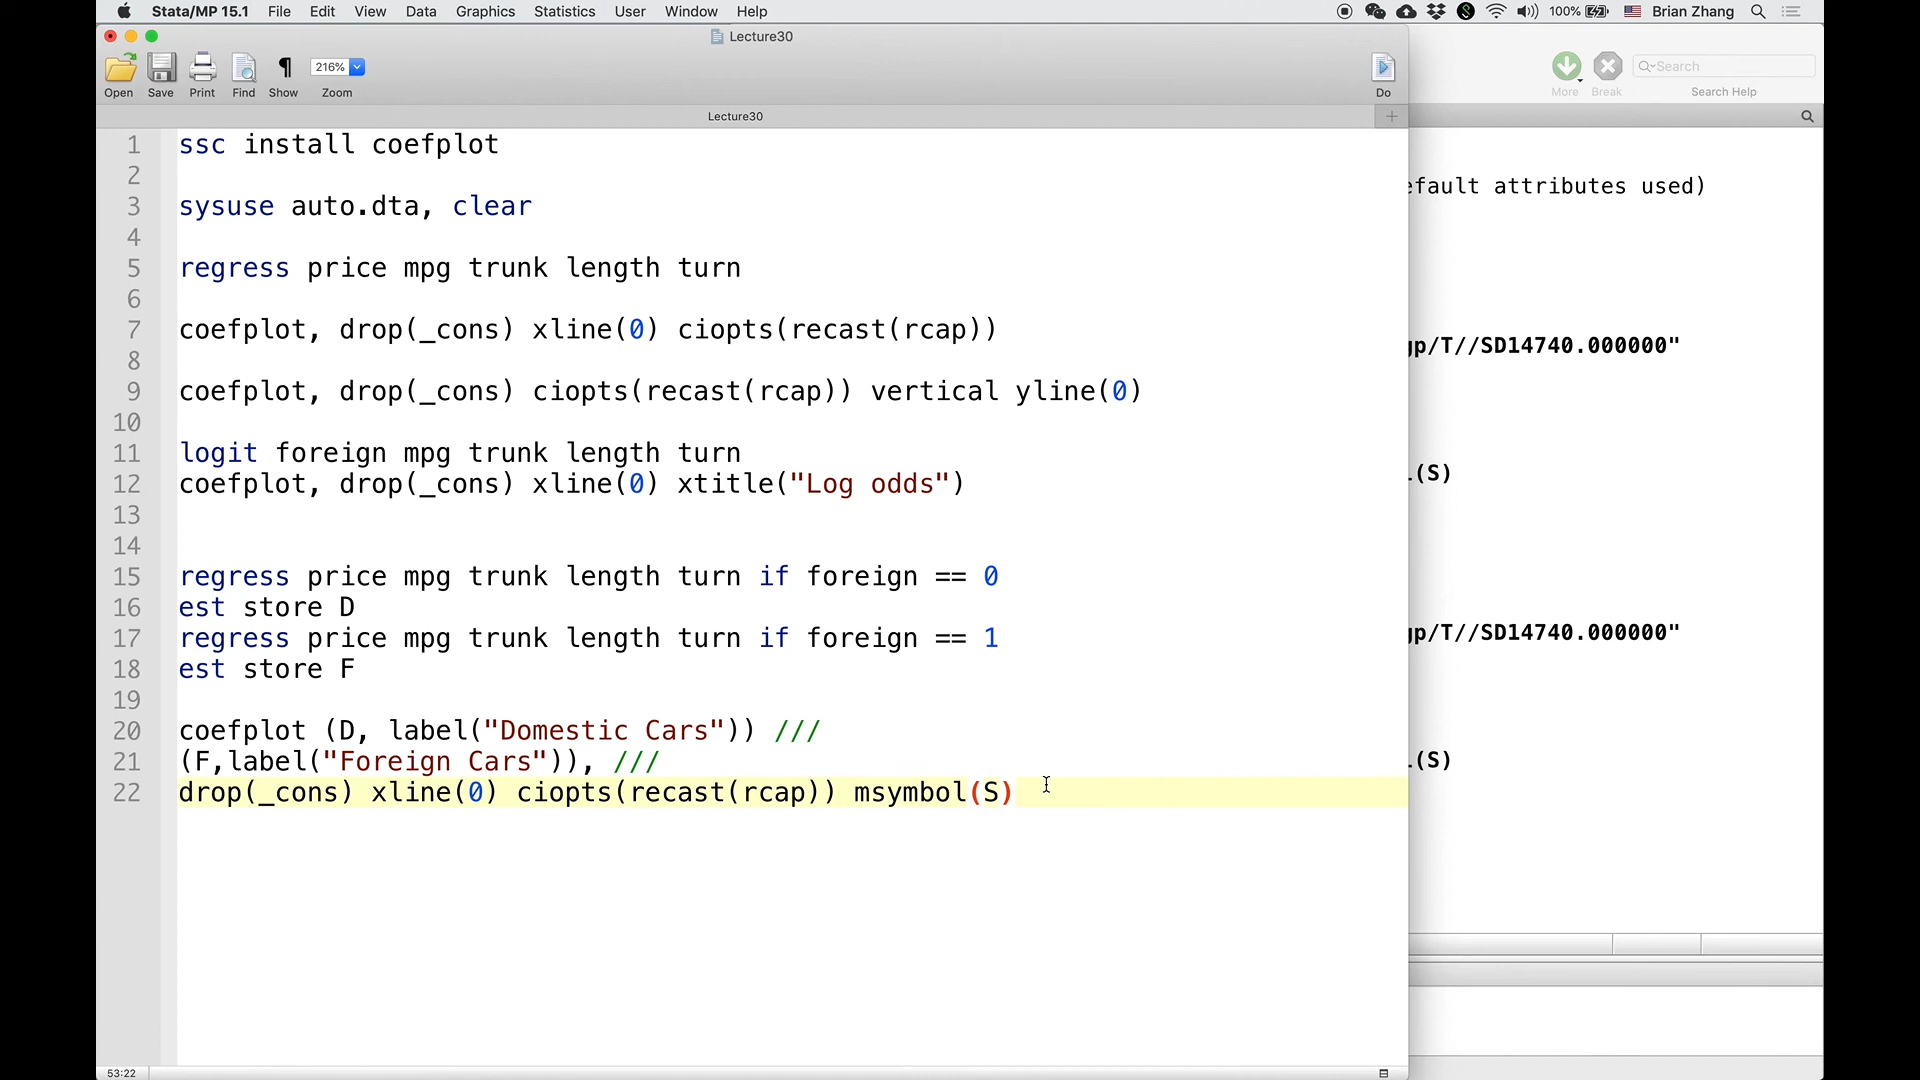 Stata/MP 15.1 File Edit View Data Graphics Statistics User Window Help 100% Brian Zhang
Lecture30
Open Save Print Find Show 216% Zoom Do More Break Search Search Help
Lecture30
1 ssc install coefplot
2
3 sysuse auto.dta, clear
4
5 regress price mpg trunk length turn
6
7 coefplot, drop(_cons) xline(0) ciopts(recast(rcap))
8
9 coefplot, drop(_cons) ciopts(recast(rcap)) vertical yline(0)
10
11 logit foreign mpg trunk length turn
12 coefplot, drop(_cons) xline(0) xtitle("Log odds")
13
14
15 regress price mpg trunk length turn if foreign == 0
16 est store D
17 regress price mpg trunk length turn if foreign == 1
18 est store F
19
20 coefplot (D, label("Domestic Cars")) ///
21 (F,label("Foreign Cars")), ///
22 drop(_cons) xline(0) ciopts(recast(rcap)) msymbol(S)
53:22
efault attributes used)
gp/T//SD14740.000000"
(S)
gp/T//SD14740.000000"
(S)